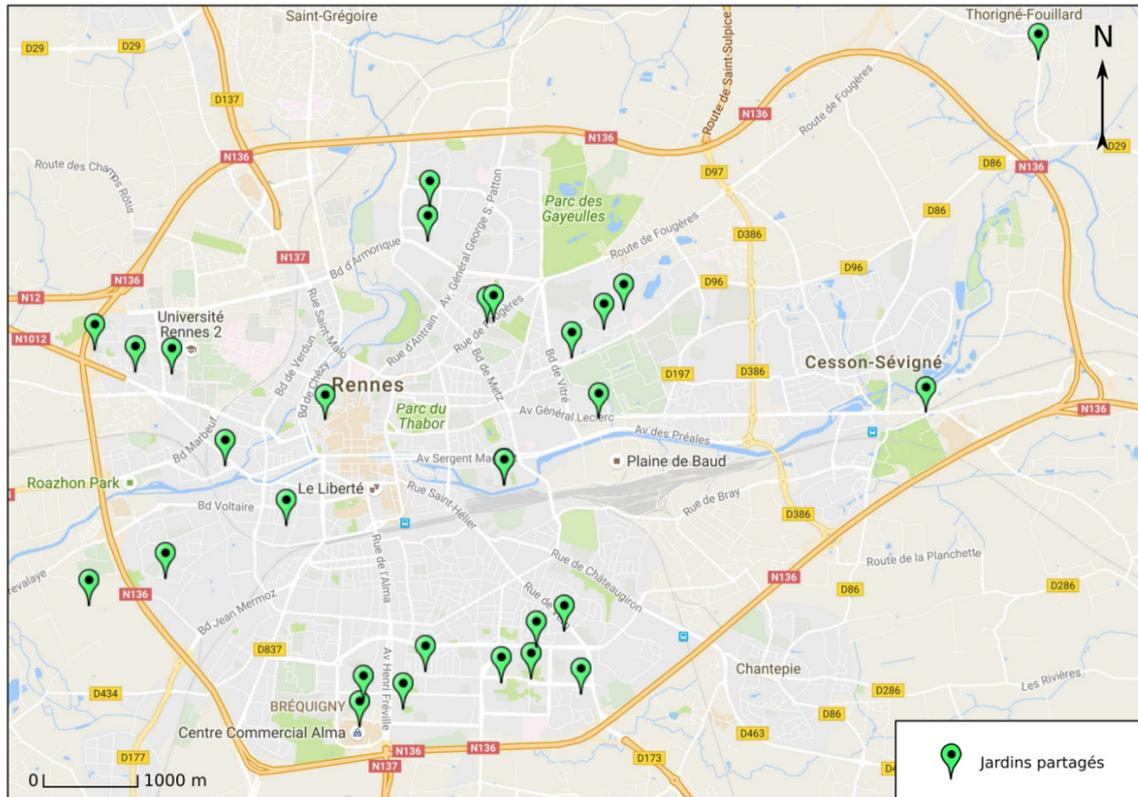 Saint-Grégoire
Thorigné-Fouillard
D29
D29
N
D137
Route de Saint-Sulpice
N136
Route de Fougères
N136
N136
D29
Route des Champs Rôtis
D86
N136
D97
Av. Général George S. Patton
Parc des
Gayeulles
D86
D386
Bd d'Armorique
Route de Fougères
N137
N136
D96
D96
N12
Rue Saint-Malo
Rue de Fougères
Université
Rennes 2
N1012
Rue d'Antrain
Bd de Verdun
Bd de Chézy
Bd de Metz
Bd de Vitré
Cesson-Sévigné
D197
D386
Rennes
Parc du
Thabor
Av Général Leclerc
N136
Bd Marbeuf
Av des Préales
Av Sergent
Plaine de Baud
Roazhon Park
Le Liberté
Rue Saint-Hélier
Rue de Bray
Bd Voltaire
D386
Rue de l'Alma
Rue de Châteaugiron
Route de la Planchette
N136
D86
D286
N136
Bd Jean Mermoz
Rue de
D837
Av Henri Fréville
Chantepie
Les Rivières
D434
D286
BRÉQUIGNY
D86
Centre Commercial Alma
D463
D177
N136
N136
D173
N137
Jardins partagés
0
1000 m